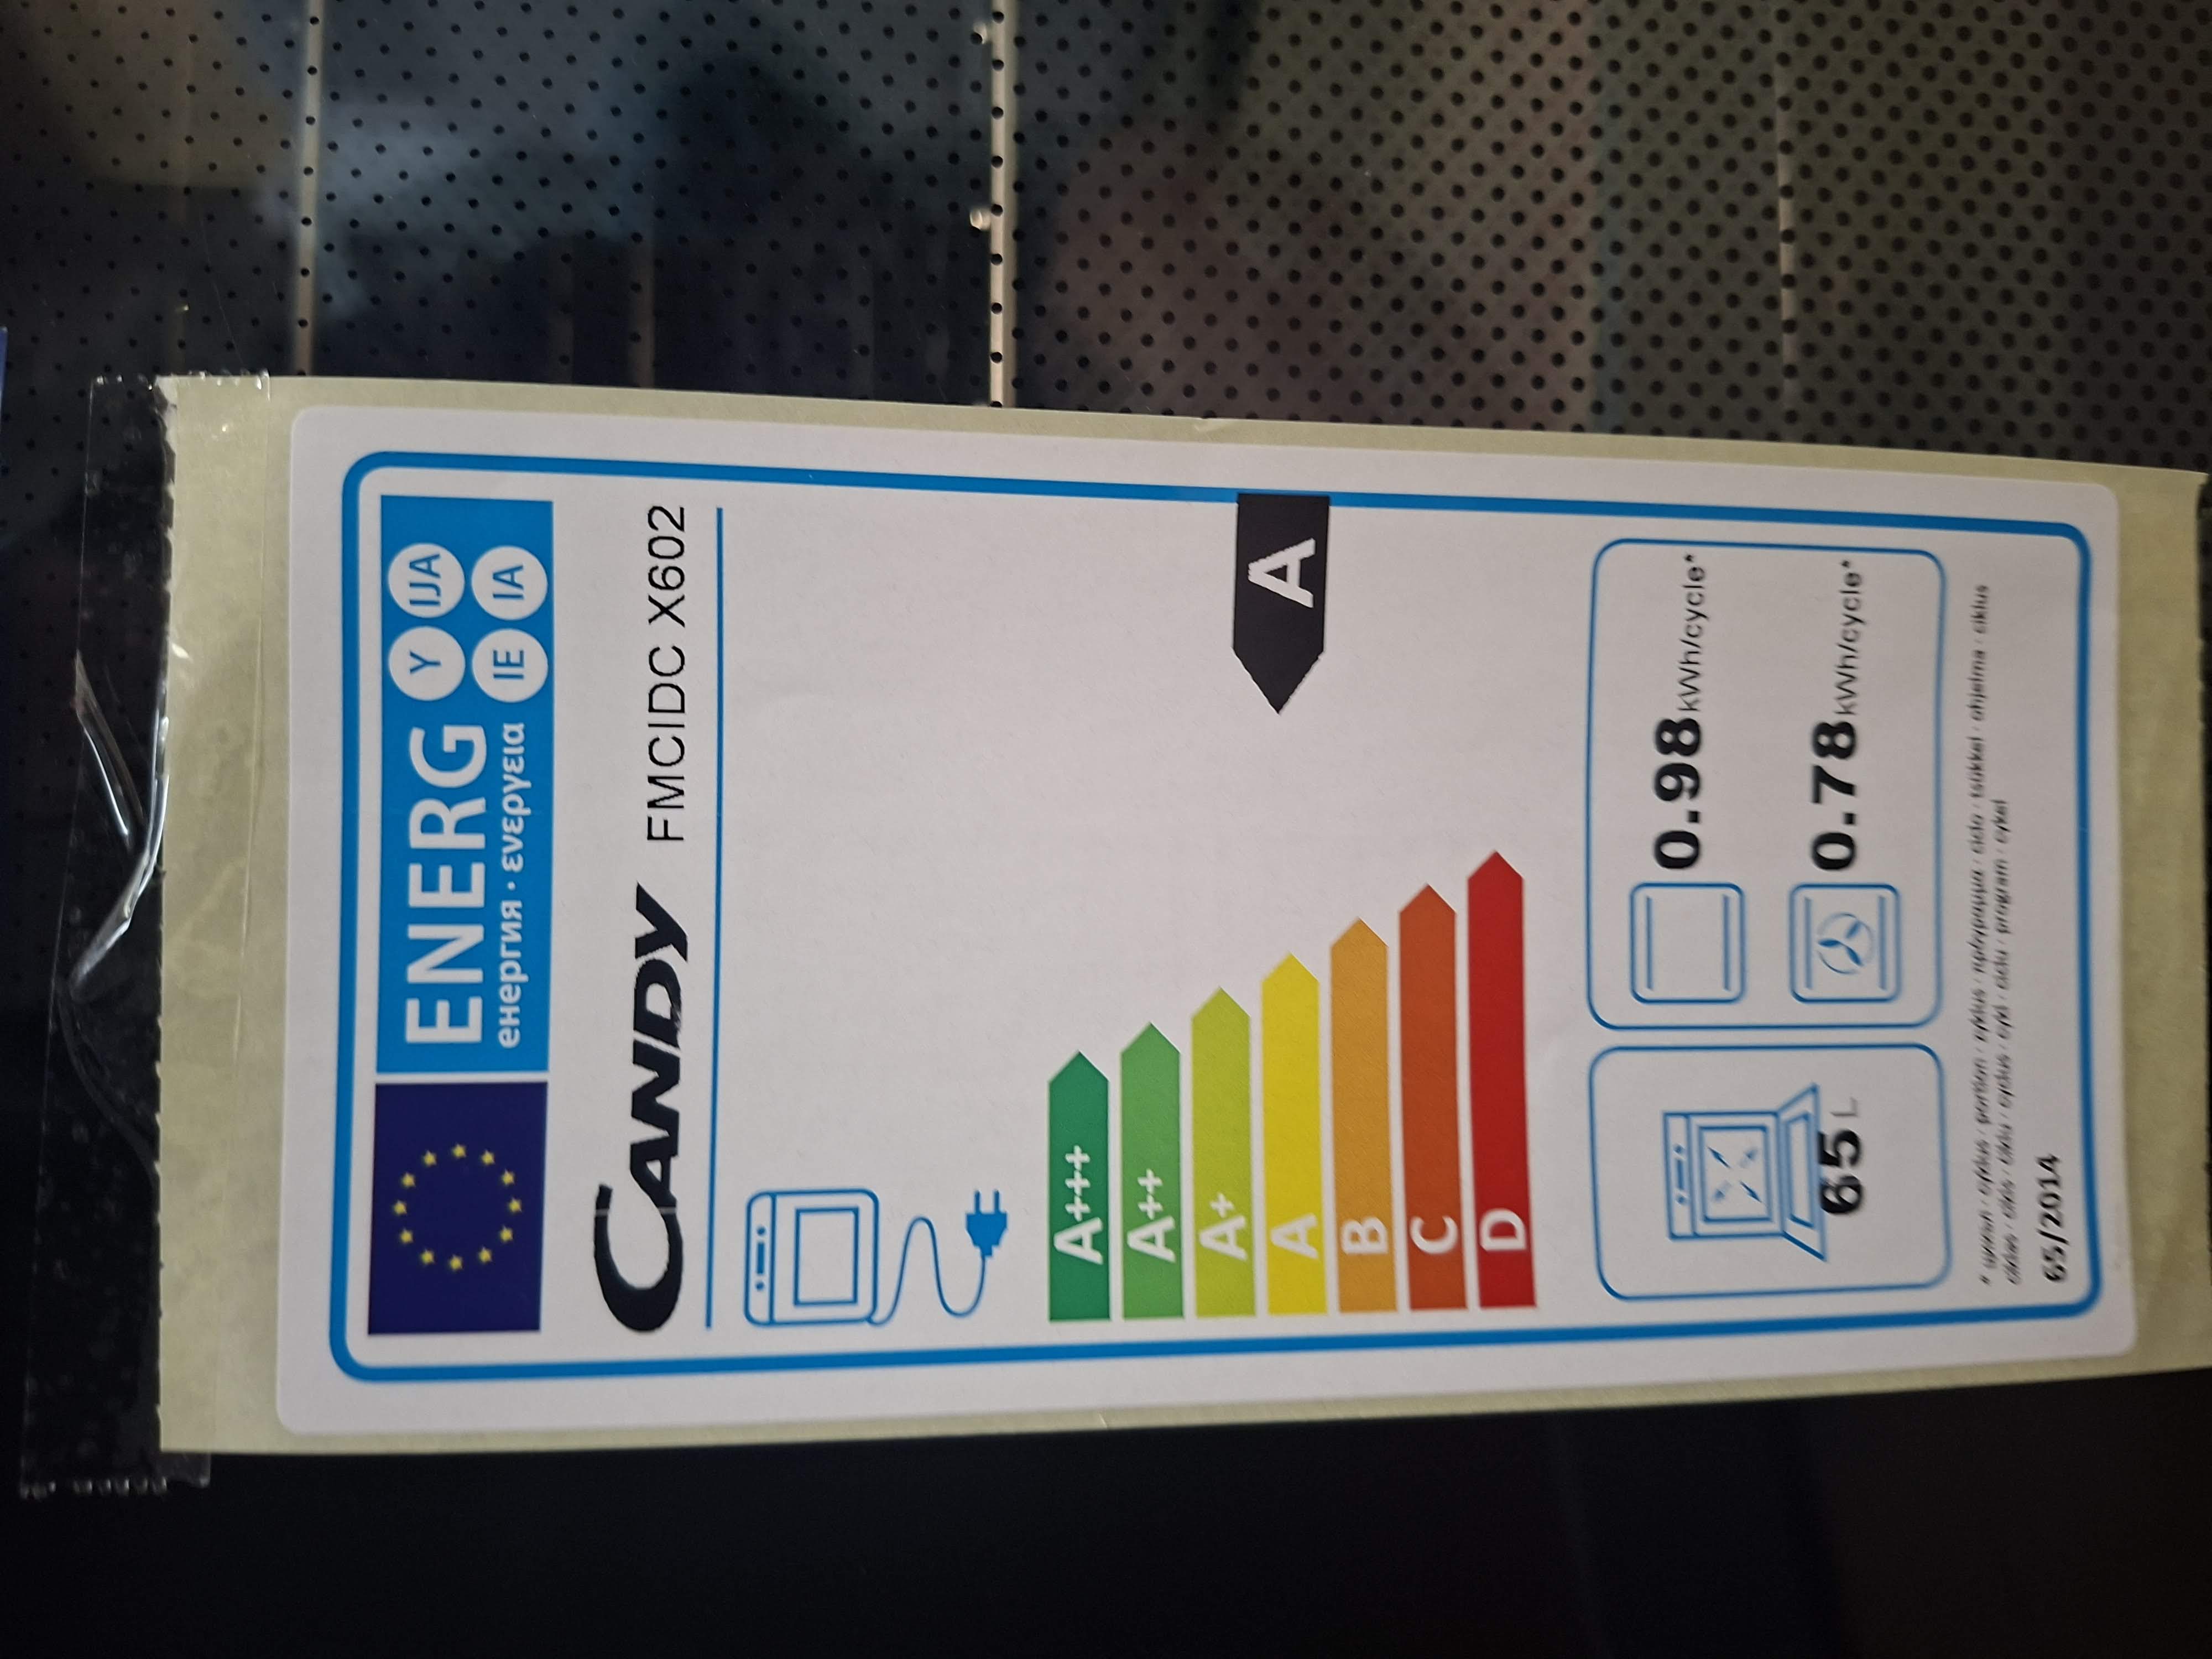 ENERG Y IJA
енергия · ενεργεια IE IA
CANDY FMCIDC X602
A+++
A++
A+
A
A
B
C
D
65 L
0.98 kWh/cycle*
0.78 kWh/cycle*
65/2014